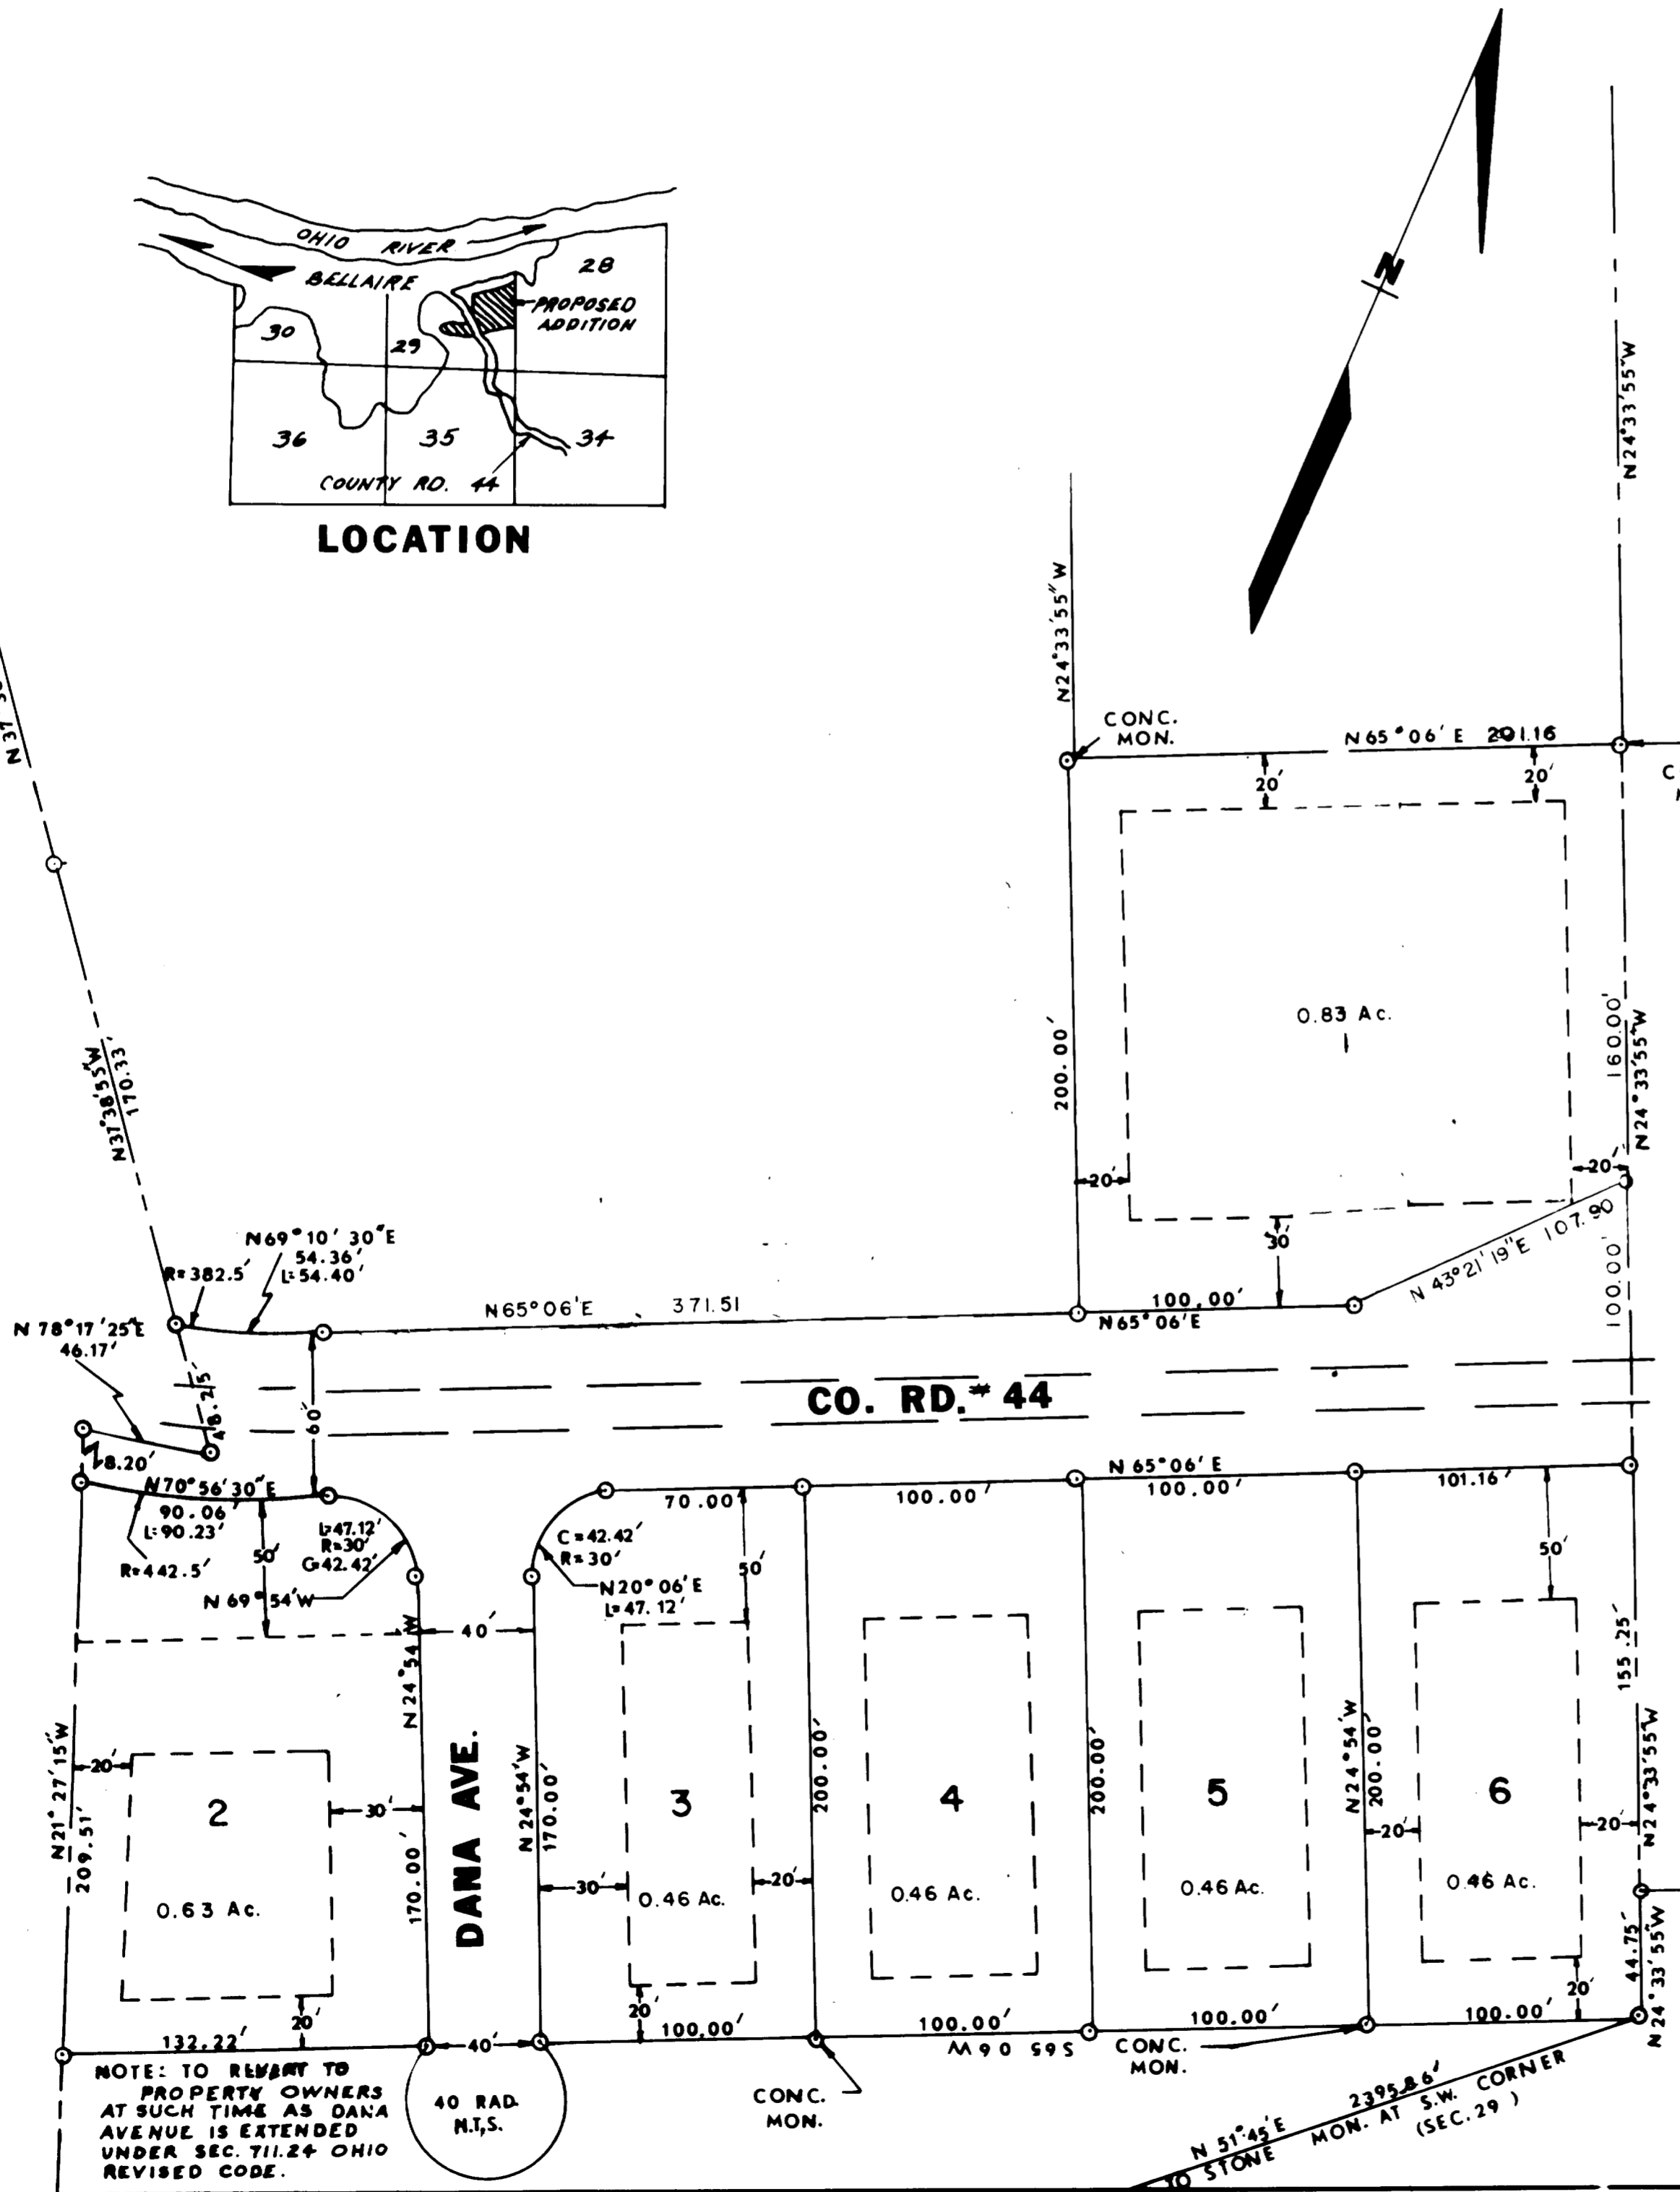 OHIO RIVER
BELLAIRE
28
PROPOSED
ADDITION
30
29
36
35
34
COUNTY RD. 44
LOCATION
N
N24°33'55"W
N24°33'55"W
CONC.
MON.
N65°06'E 201.16
20'
20'
0.83 Ac.
1
200.00'
160.00'
N24°33'55"W
20'
20'
30'
N 43°21'19"E 107.90
100.00'
100.00'
N65°06'E
N37°38'55"W
170.33'
N69°10'30"E
54.36'
L=54.40'
R=382.5'
N65°06'E 371.51
N 78°17'25"E
46.17'
48.25'
60'
CO. RD. # 44
18.20'
N70°56'30"E
90.06'
L=90.23'
R=442.5'
50'
L=47.12'
R=30'
C=42.42'
N 69°54'W
C=42.42'
R=30'
N20°06'E
L=47.12'
70.00'
50'
100.00'
N 65°06'E
100.00'
101.16'
50'
40'
N24°54'W
DANA AVE.
N24°54'W
170.00'
170.00'
N21°27'15"W
209.51'
20'
2
30'
0.63 Ac.
20'
132.22'
3
30'
20'
0.46 Ac.
20'
100.00'
200.00'
4
0.46 Ac.
100.00'
200.00'
5
0.46 Ac.
100.00'
N24°54'W
200.00'
6
20'
20'
0.46 Ac.
20'
100.00'
155.25'
N24°33'55"W
44.75'
N24°33'55"W
40'
S65 06W
CONC.
MON.
CONC.
MON.
40 RAD.
N.T.S.
NOTE: TO REVERT TO
PROPERTY OWNERS
AT SUCH TIME AS DANA
AVENUE IS EXTENDED
UNDER SEC. 711.24 OHIO
REVISED CODE.
N 51°45'E 2395.86'
TO STONE MON. AT S.W. CORNER
(SEC. 29)